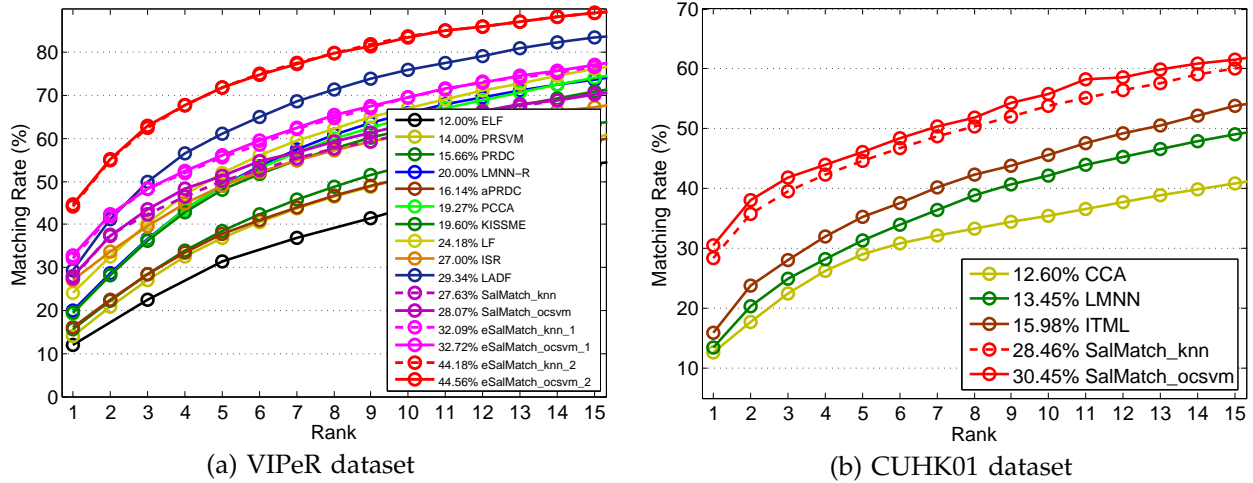 Matching Rate (%)
80
70
60
50
40
30
20
10
0
1 2 3 4 5 6 7 8 9 10 11 12 13 14 15
Rank
12.00% ELF
14.00% PRSVM
15.66% PRDC
20.00% LMNN−R
16.14% aPRDC
19.27% PCCA
19.60% KISSME
24.18% LF
27.00% ISR
29.34% LADF
27.63% SalMatch_knn
28.07% SalMatch_ocsvm
32.09% eSalMatch_knn_1
32.72% eSalMatch_ocsvm_1
44.18% eSalMatch_knn_2
44.56% eSalMatch_ocsvm_2
(a) VIPeR dataset
Matching Rate (%)
70
60
50
40
30
20
10
1 2 3 4 5 6 7 8 9 10 11 12 13 14 15
Rank
12.60% CCA
13.45% LMNN
15.98% ITML
28.46% SalMatch_knn
30.45% SalMatch_ocsvm
(b) CUHK01 dataset